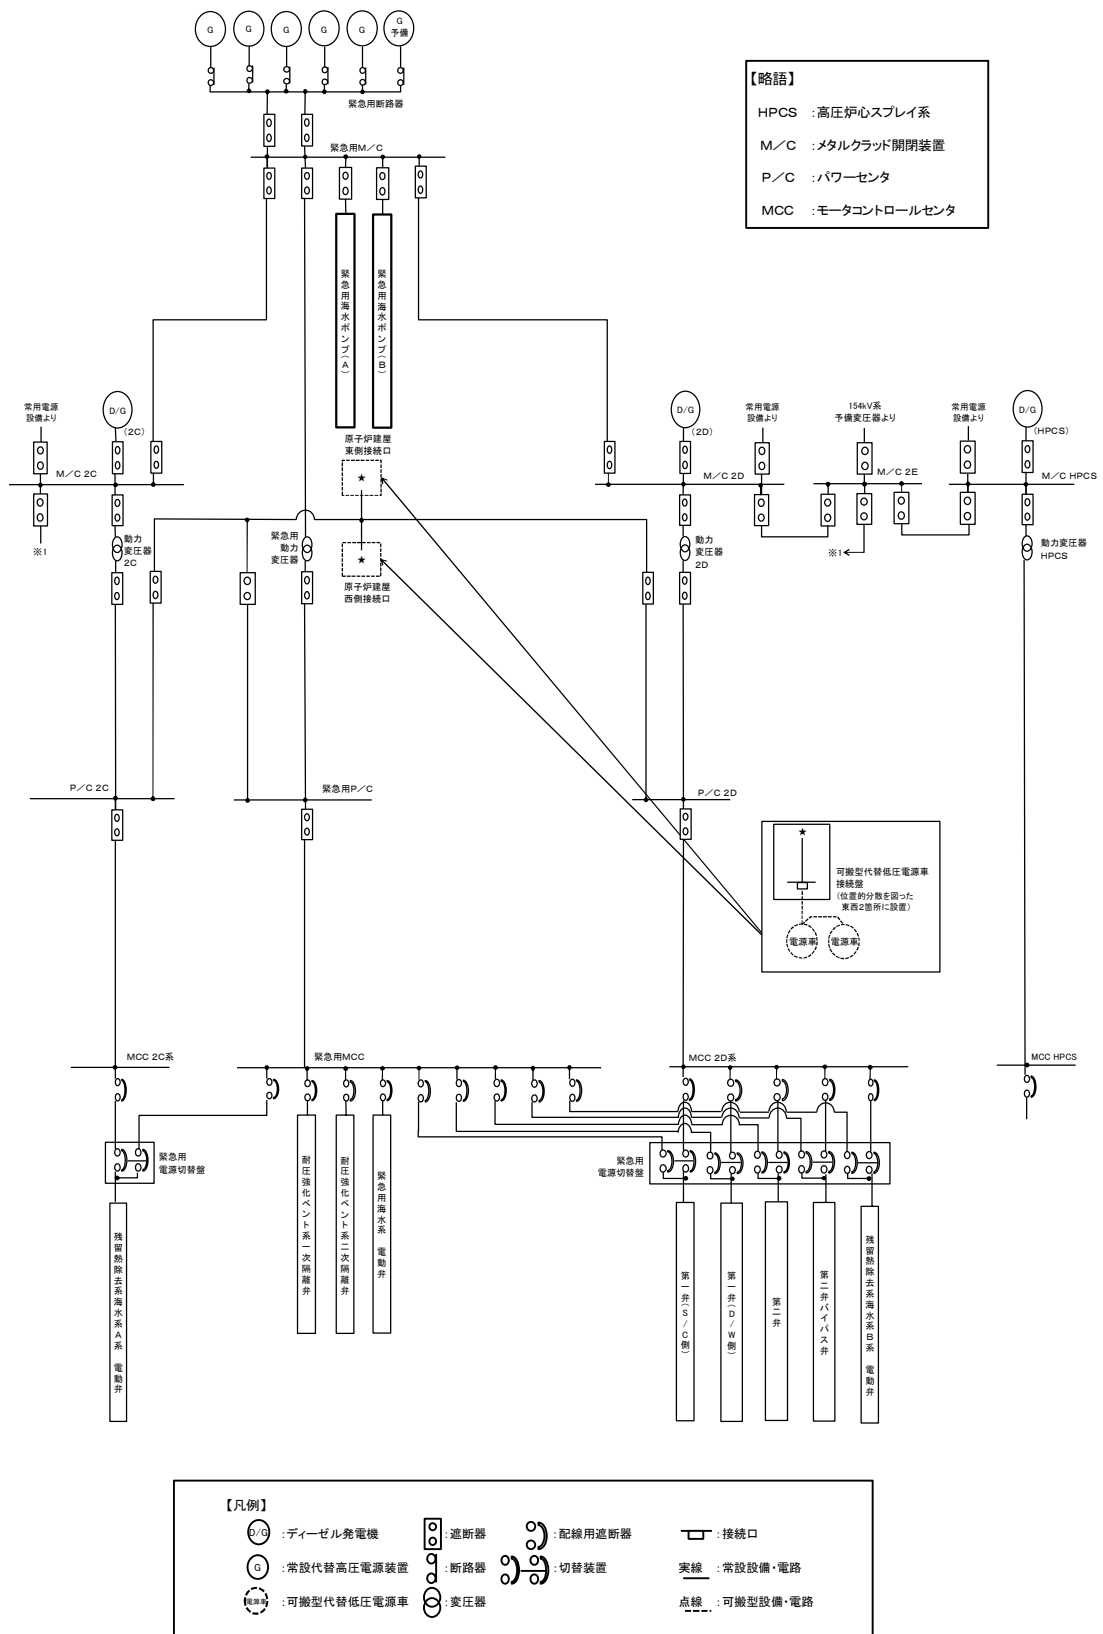 G
G
G
G
G
G
予備
緊急用断路器
緊急用M/C
【略語】
HPCS :高圧炉心スプレイ系
M/C :メタルクラッド開閉装置
P/C :パワーセンタ
MCC :モータコントロールセンタ
緊急用海水ポンプ(A)
緊急用海水ポンプ(B)
常用電源
設備より
D/G
(2C)
M/C 2C
※1
動力
変圧器
2C
原子炉建屋
東側接続口
★
緊急用
動力
変圧器
★
原子炉建屋
西側接続口
D/G
(2D)
M/C 2D
動力
変圧器
2D
常用電源
設備より
154kV系
予備変圧器より
M/C 2E
※1
常用電源
設備より
D/G
(HPCS)
M/C HPCS
動力変圧器
HPCS
P/C 2C
緊急用P/C
P/C 2D
★
可搬型代替低圧電源車
接続盤
(位置的分散を図った
東西2箇所に設置)
電源車
電源車
MCC 2C系
緊急用MCC
MCC 2D系
MCC HPCS
緊急用
電源切替盤
緊急用
電源切替盤
残留熱除去系海水系A系 電動弁
耐圧強化ベント系一次隔離弁
耐圧強化ベント系二次隔離弁
緊急用海水系 電動弁
第一弁(S/C側)
第一弁(D/W側)
第二弁
第二弁バイパス弁
残留熱除去系海水系B系 電動弁
【凡例】
D/G :ディーゼル発電機
:遮断器
:配線用遮断器
:接続口
G :常設代替高圧電源装置
:断路器
:切替装置
実線 :常設設備・電路
電源車 :可搬型代替低圧電源車
:変圧器
点線 :可搬型設備・電路